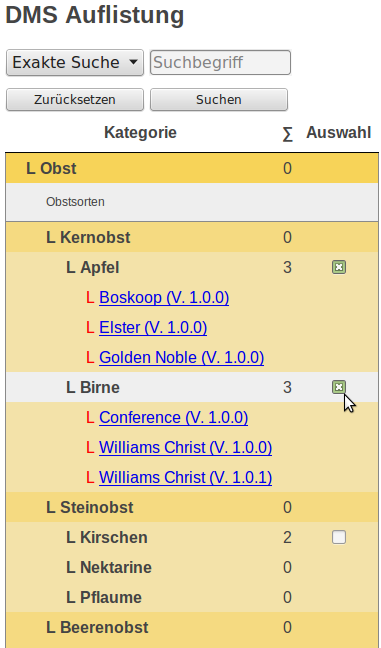 DMS Auflistung
Exakte Suche Suchbegriff
Zurücksetzen Suchen
Kategorie ∑ Auswahl
L Obst 0
Obstsorten
L Kernobst 0
L Apfel 3
L Boskoop (V. 1.0.0)
L Elster (V. 1.0.0)
L Golden Noble (V. 1.0.0)
L Birne 3
L Conference (V. 1.0.0)
L Williams Christ (V. 1.0.0)
L Williams Christ (V. 1.0.1)
L Steinobst 0
L Kirschen 2
L Nektarine 0
L Pflaume 0
L Beerenobst 0